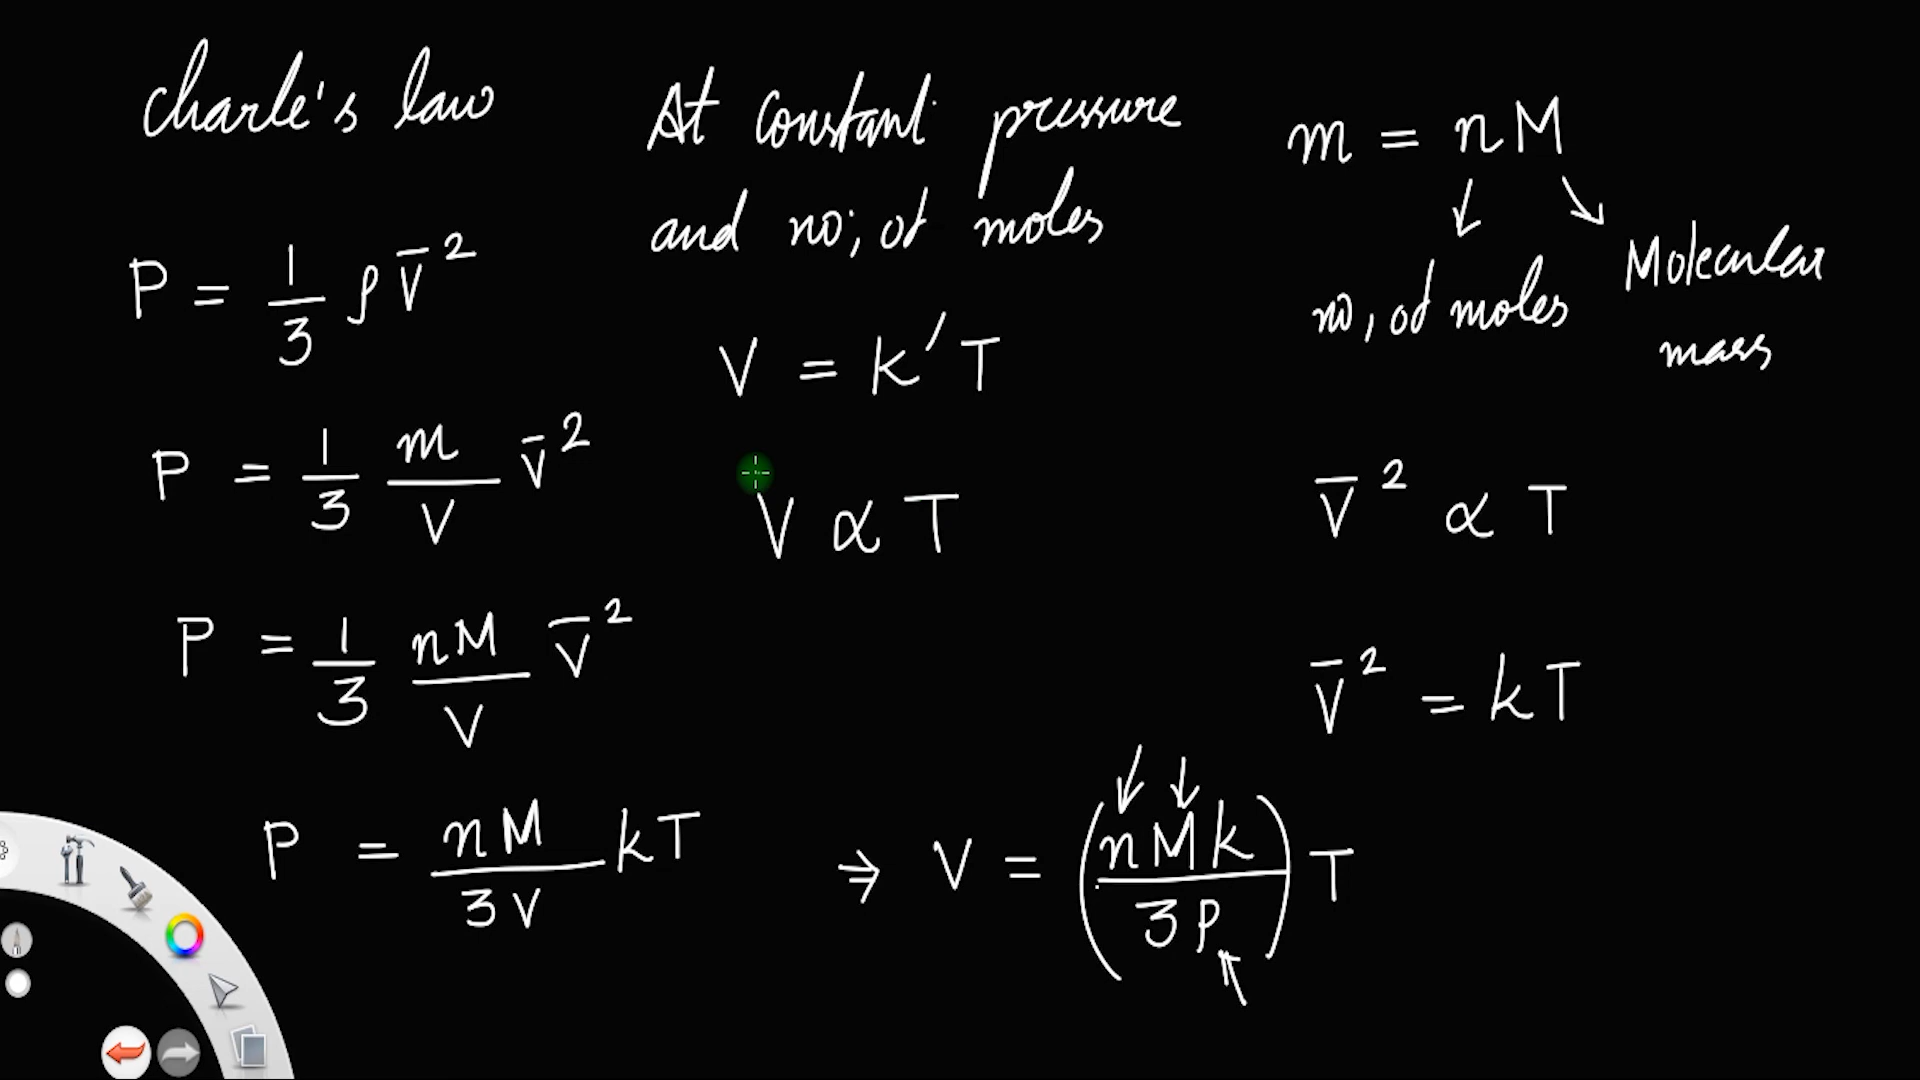 Charle's law
P = 1/3 ρ v̄²
P = 1/3 m/V v̄²
P = 1/3 nM/V v̄²
P = nM/3V kT
⇒ V = (nMk/3P) T
At constant pressure
and no; of moles
V = k′T
V ∝ T
m = nM
↓ ↘
no, of moles
Molecular
mass
v̄² ∝ T
v̄² = kT